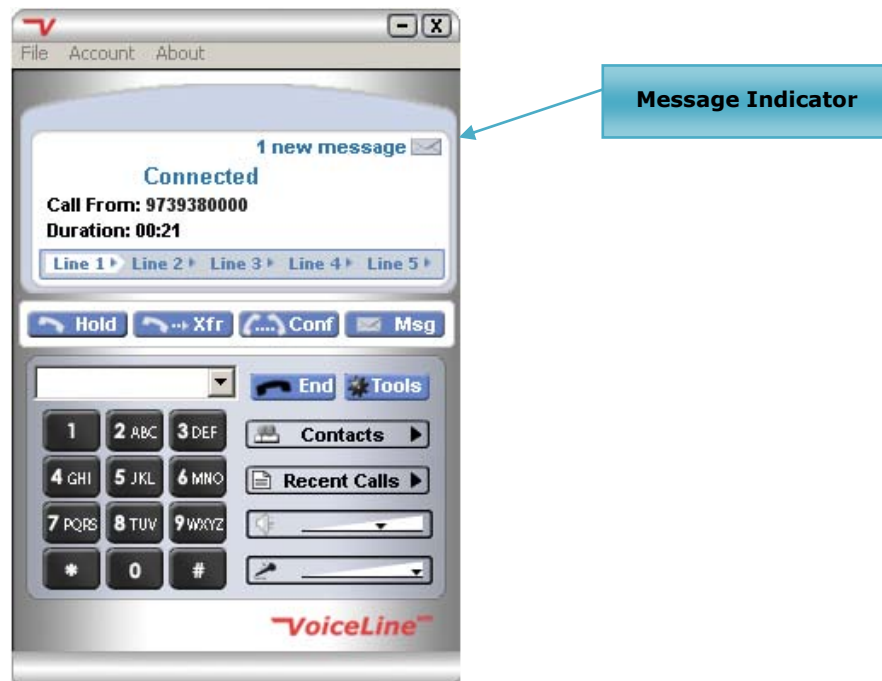 V
- X
File Account About
Message Indicator
1 new message
Connected
Call From: 9739380000
Duration: 00:21
Line 1 Line 2 Line 3 Line 4 Line 5
Hold Xfr Conf Msg
End Tools
1 2 ABC 3 DEF Contacts
4 GHI 5 JKL 6 MNO Recent Calls
7 PQRS 8 TUV 9 WXYZ
* 0 #
VoiceLine